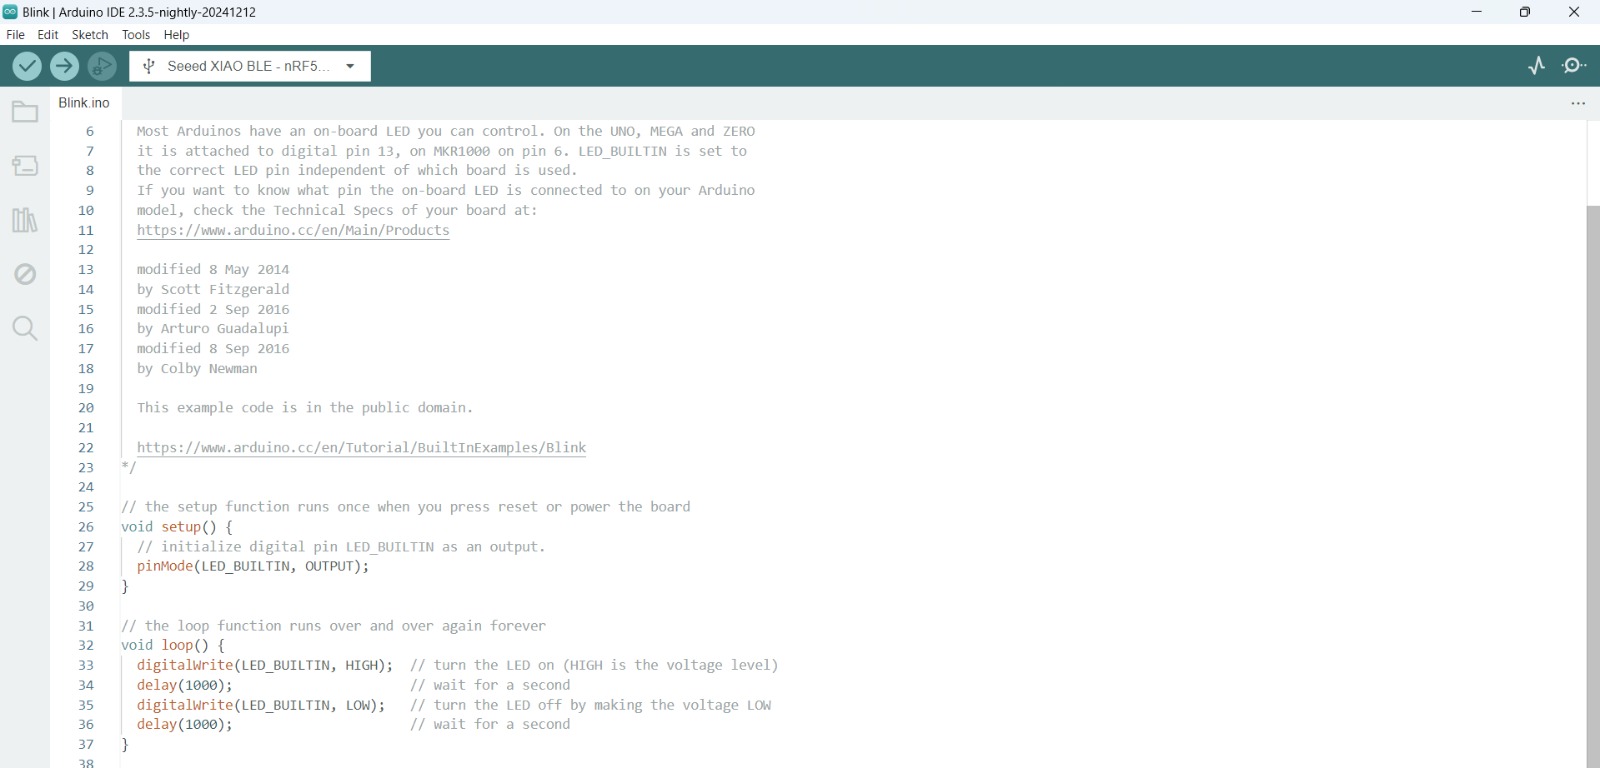 Blink | Arduino IDE 2.3.5-nightly-20241212
File Edit Sketch Tools Help
Seeed XIAO BLE - nRF5...
Blink.ino
6 Most Arduinos have an on-board LED you can control. On the UNO, MEGA and ZERO
7 it is attached to digital pin 13, on MKR1000 on pin 6. LED_BUILTIN is set to
8 the correct LED pin independent of which board is used.
9 If you want to know what pin the on-board LED is connected to on your Arduino
10 model, check the Technical Specs of your board at:
11 https://www.arduino.cc/en/Main/Products
12
13 modified 8 May 2014
14 by Scott Fitzgerald
15 modified 2 Sep 2016
16 by Arturo Guadalupi
17 modified 8 Sep 2016
18 by Colby Newman
19
20 This example code is in the public domain.
21
22 https://www.arduino.cc/en/Tutorial/BuiltInExamples/Blink
23 */
24
25 // the setup function runs once when you press reset or power the board
26 void setup() {
27 // initialize digital pin LED_BUILTIN as an output.
28 pinMode(LED_BUILTIN, OUTPUT);
29 }
30
31 // the loop function runs over and over again forever
32 void loop() {
33 digitalWrite(LED_BUILTIN, HIGH); // turn the LED on (HIGH is the voltage level)
34 delay(1000); // wait for a second
35 digitalWrite(LED_BUILTIN, LOW); // turn the LED off by making the voltage LOW
36 delay(1000); // wait for a second
37 }
38